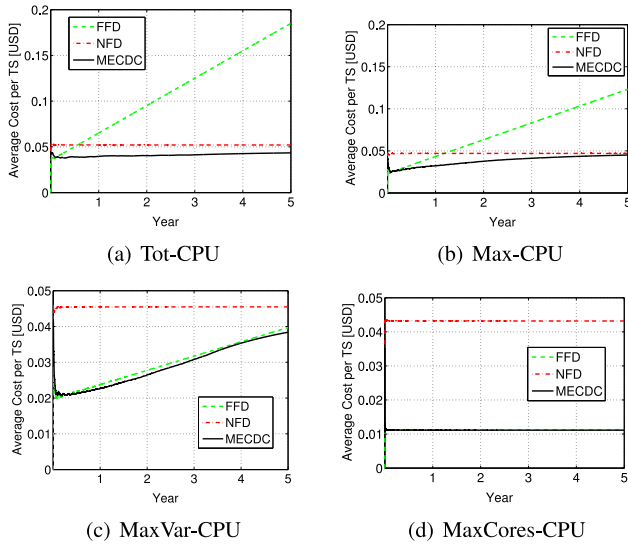 0.2
0.15
0.1
0.05
0
0 1 2 3 4 5
Average Cost per TS [USD]
Year
FFD
NFD
MECDC
(a) Tot-CPU
0.2
0.15
0.1
0.05
0
0 1 2 3 4 5
Average Cost per TS [USD]
Year
FFD
NFD
MECDC
(b) Max-CPU
0.05
0.04
0.03
0.02
0.01
0
0 1 2 3 4 5
Average Cost per TS [USD]
Year
FFD
NFD
MECDC
(c) MaxVar-CPU
0.05
0.04
0.03
0.02
0.01
0
0 1 2 3 4 5
Average Cost per TS [USD]
Year
FFD
NFD
MECDC
(d) MaxCores-CPU